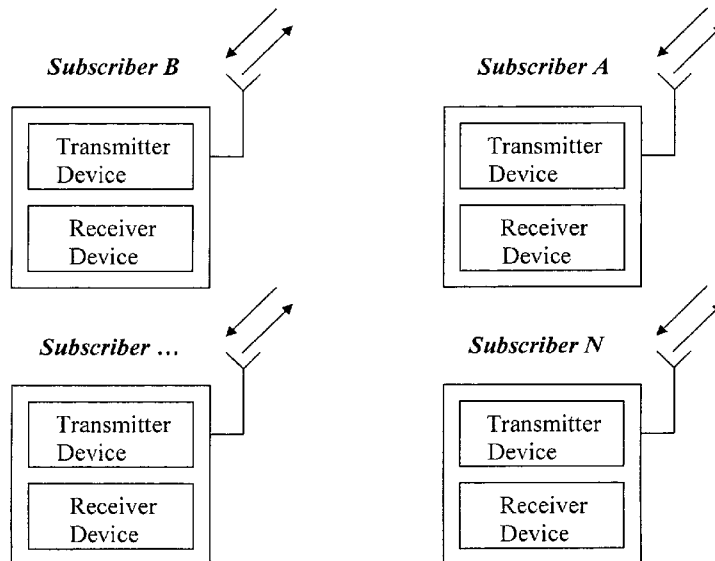 Subscriber B
Transmitter
Device
Receiver
Device
Subscriber A
Transmitter
Device
Receiver
Device
Subscriber ...
Transmitter
Device
Receiver
Device
Subscriber N
Transmitter
Device
Receiver
Device